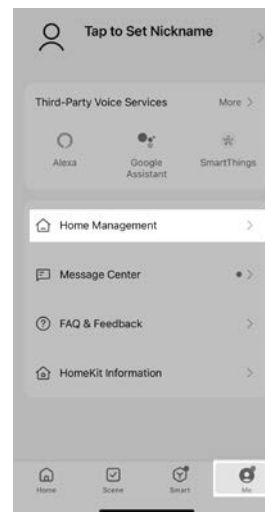 Tap to Set Nickname
Third-Party Voice Services
More
Alexa
Google
Assistant
SmartThings
Home Management
Message Center
FAQ & Feedback
HomeKit Information
Home
Scene
Smart
Me